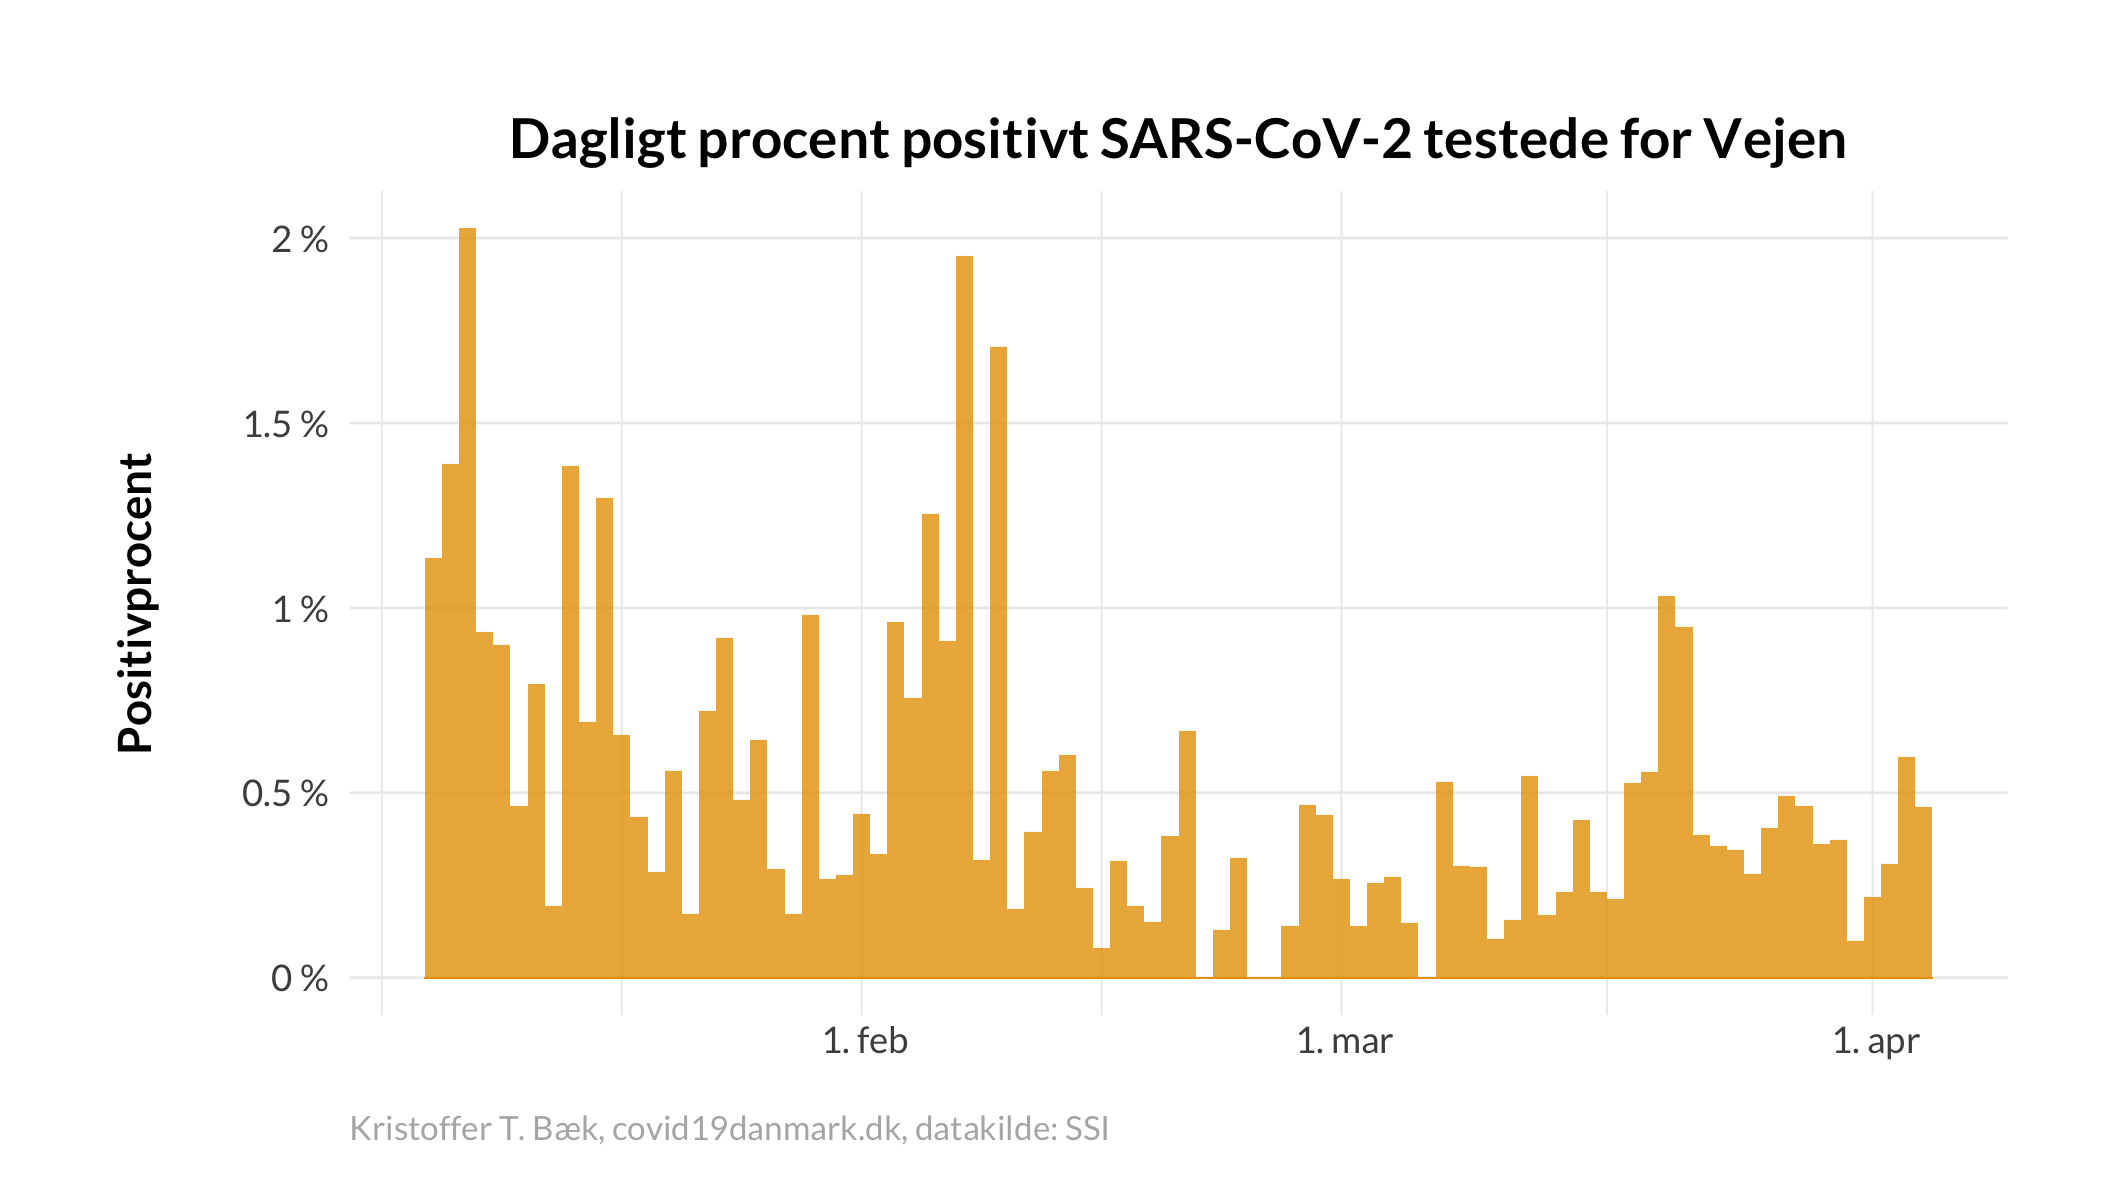 Dagligt procent positivt SARS-CoV-2 testede for Vejen
Positivprocent
2 %
1.5 %
1 %
0.5 %
0 %
1. feb
1. mar
1. apr
Kristoffer T. Bæk, covid19danmark.dk, datakilde: SSI